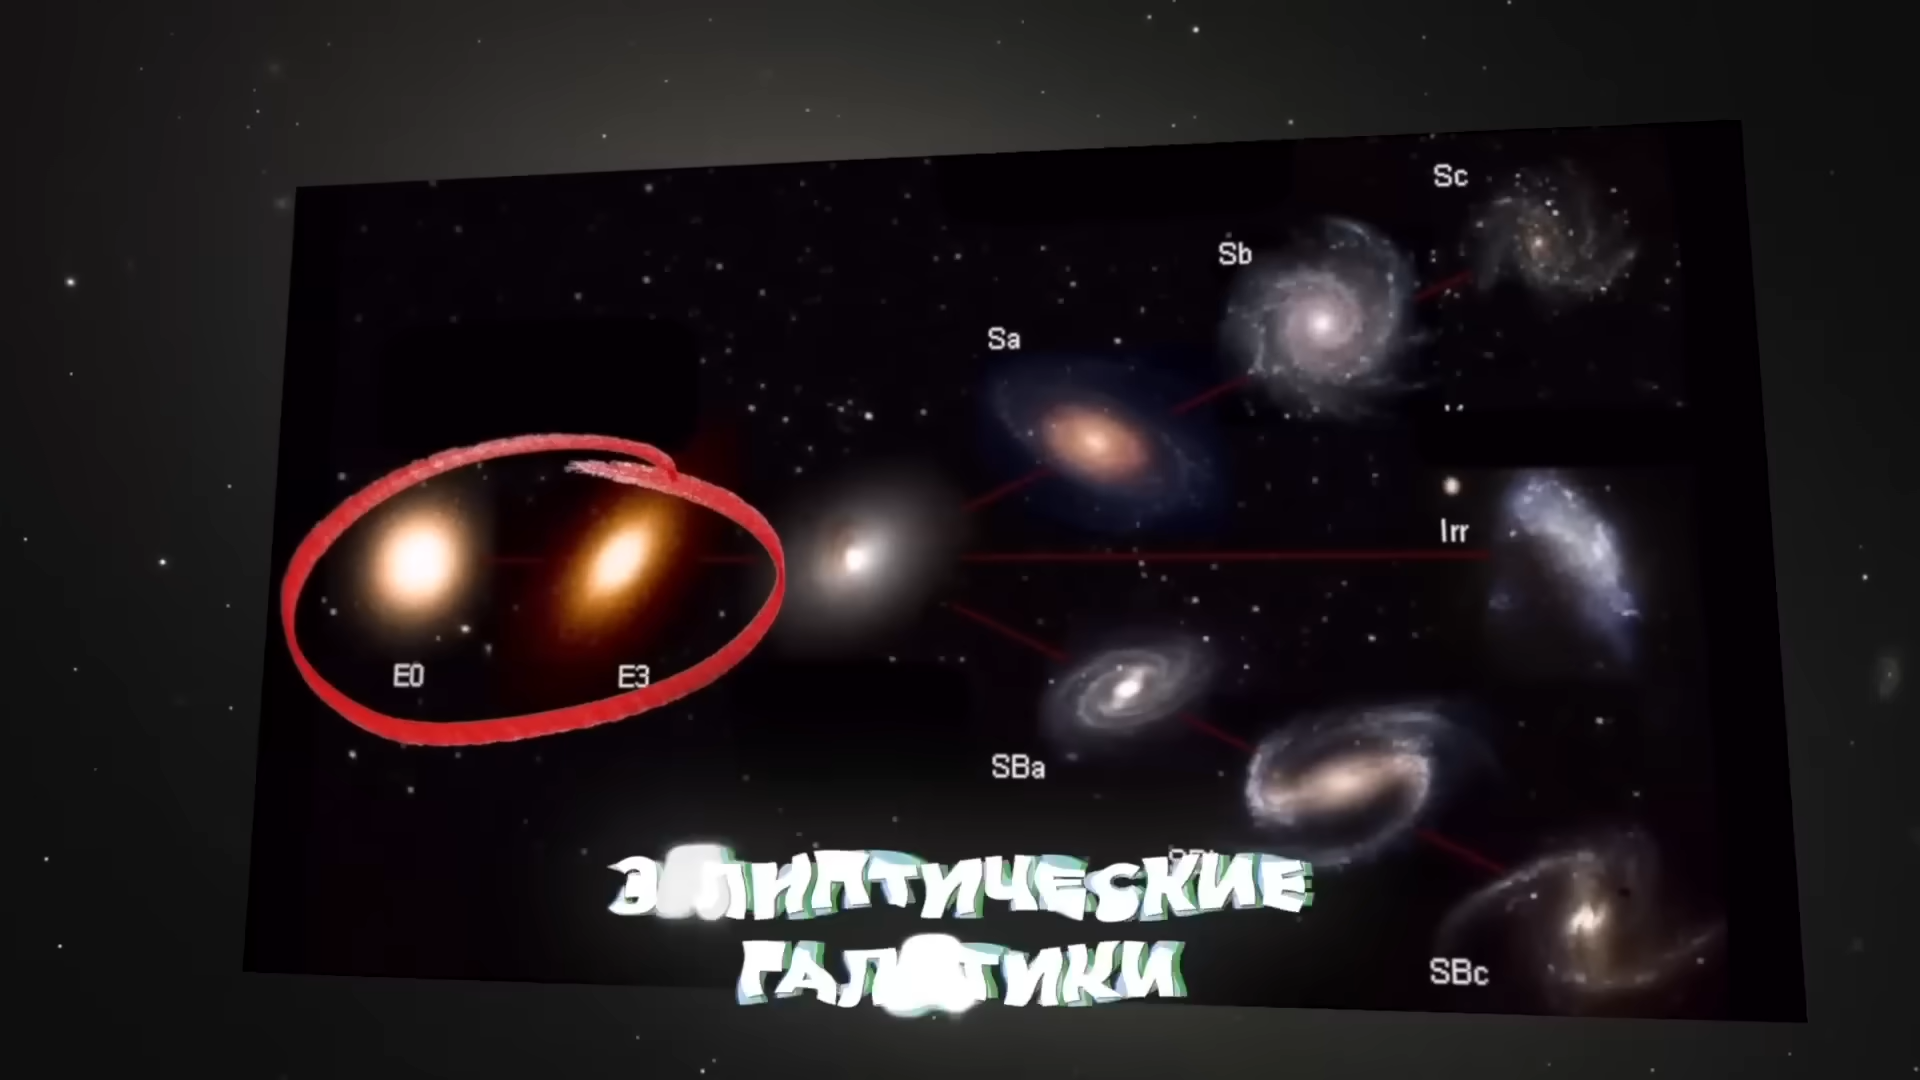 Sc
Sb
Sa
Irr
E0
E3
SBa
ЭЛЛИПТИЧЕСКИЕ
ГАЛАКТИКИ
SBc